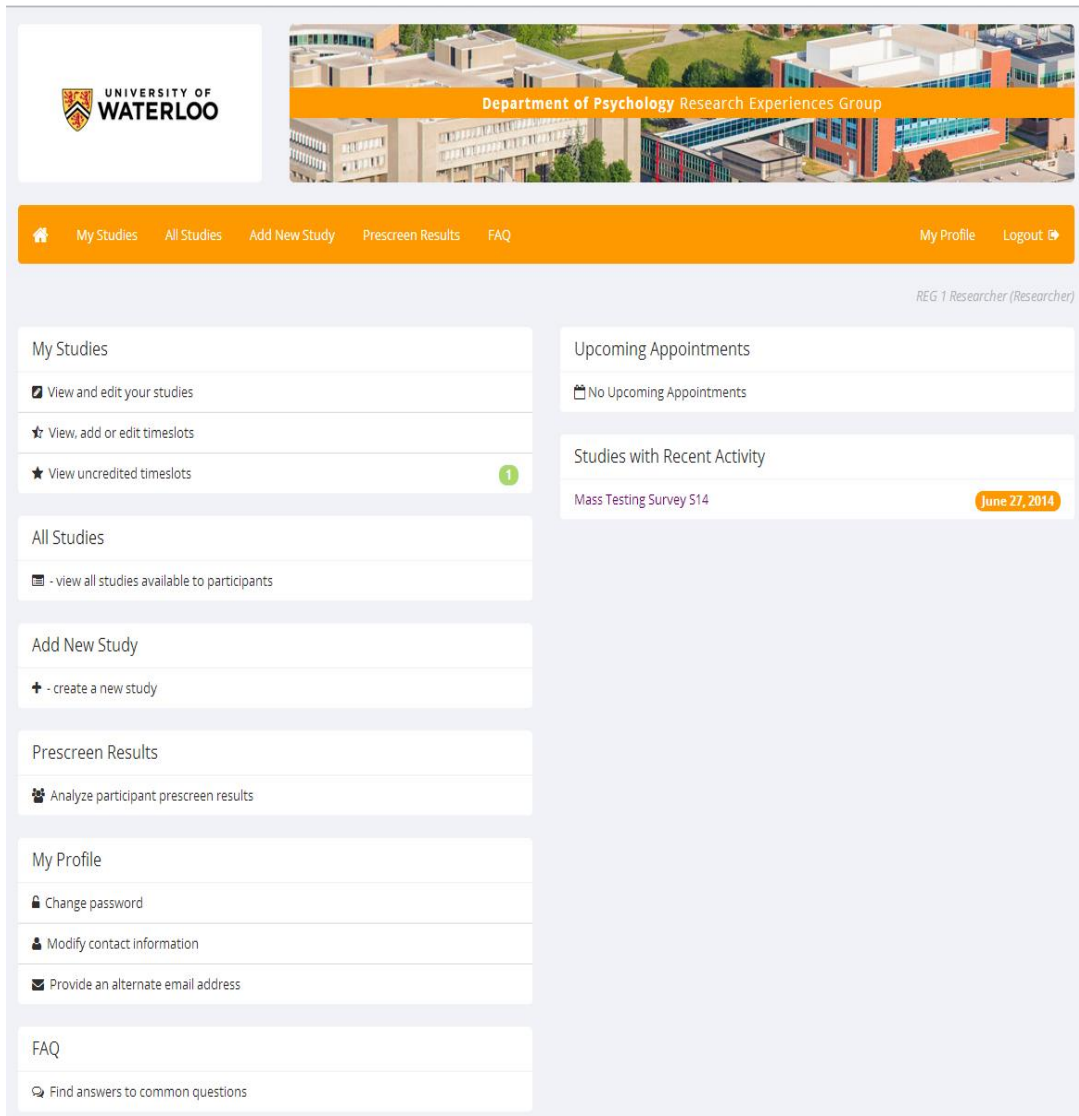 UNIVERSITY OF
WATERLOO
Department of Psychology Research Experiences Group
My Studies All Studies Add New Study Prescreen Results FAQ My Profile Logout
REG 1 Researcher (Researcher)
My Studies
View and edit your studies
View, add or edit timeslots
View uncredited timeslots 1
All Studies
- view all studies available to participants
Add New Study
- create a new study
Prescreen Results
Analyze participant prescreen results
My Profile
Change password
Modify contact information
Provide an alternate email address
FAQ
Find answers to common questions
Upcoming Appointments
No Upcoming Appointments
Studies with Recent Activity
Mass Testing Survey S14 June 27, 2014